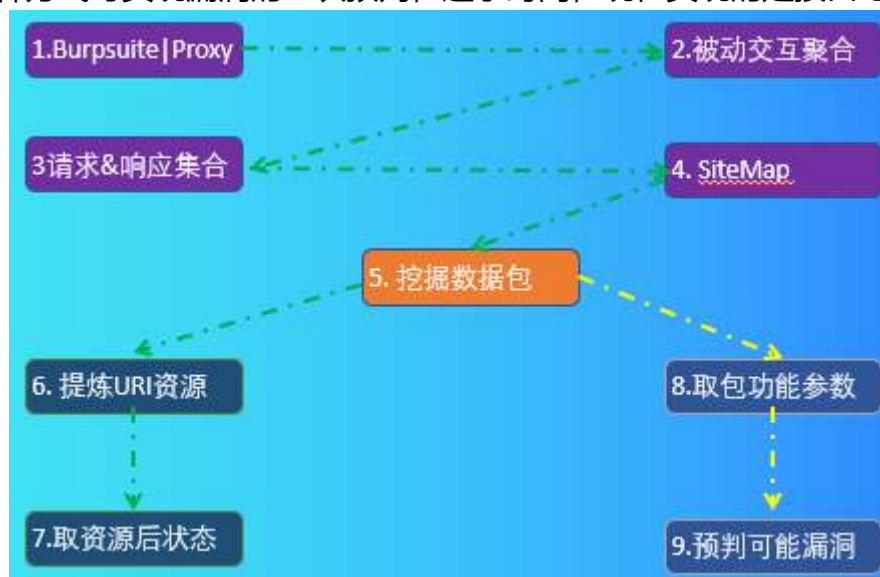 1.Burpsuite|Proxy
2.被动交互聚合
3请求&响应集合
4. SiteMap
5. 挖掘数据包
6. 提炼URI资源
8.取包功能参数
7.取资源后状态
9.预判可能漏洞